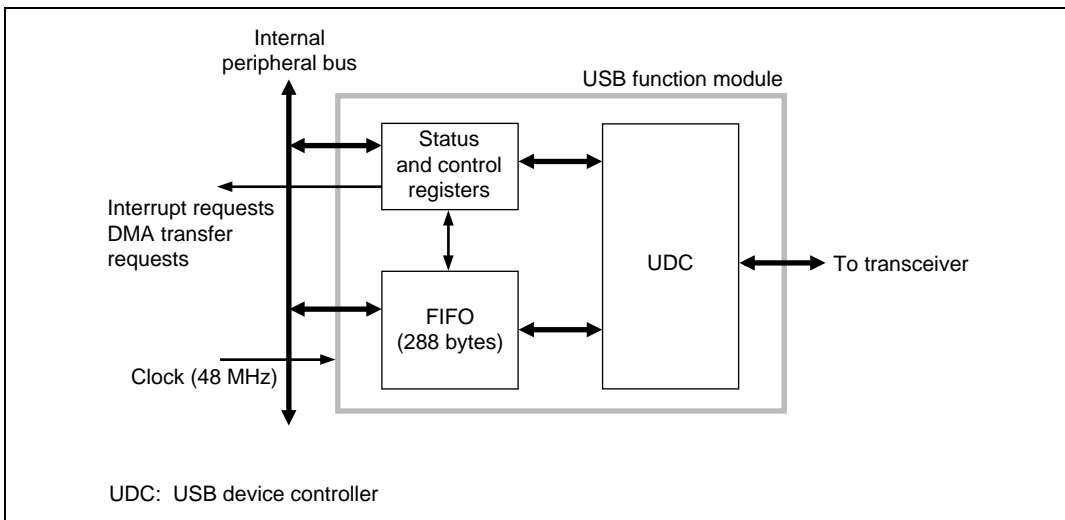 Internal
peripheral bus
USB function module
Status
and control
registers
Interrupt requests
DMA transfer
requests
UDC
To transceiver
FIFO
(288 bytes)
Clock (48 MHz)
UDC: USB device controller